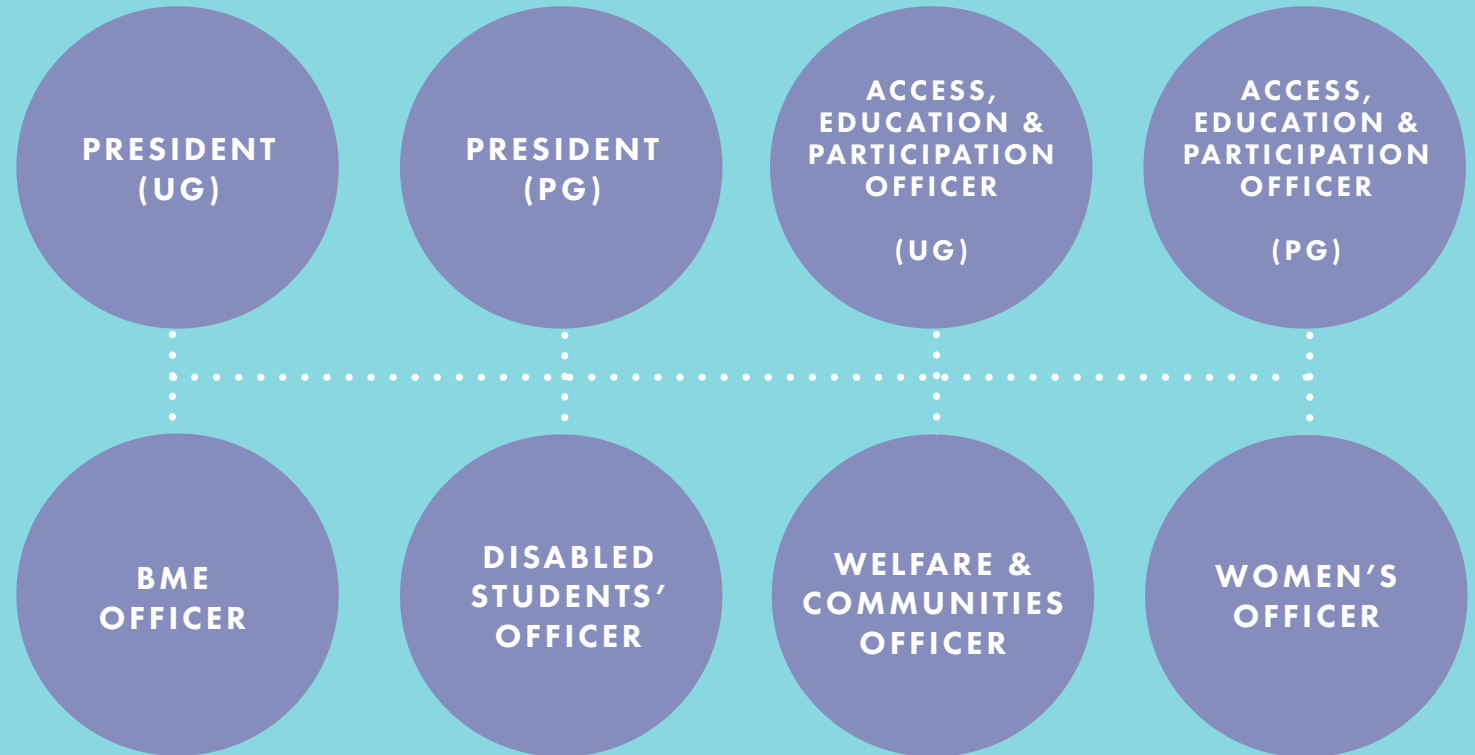 PRESIDENT
(UG)
PRESIDENT
(PG)
ACCESS,
EDUCATION &
PARTICIPATION
OFFICER
(UG)
ACCESS,
EDUCATION &
PARTICIPATION
OFFICER
(PG)
BME
OFFICER
DISABLED
STUDENTS’
OFFICER
WELFARE &
COMMUNITIES
OFFICER
WOMEN’S
OFFICER